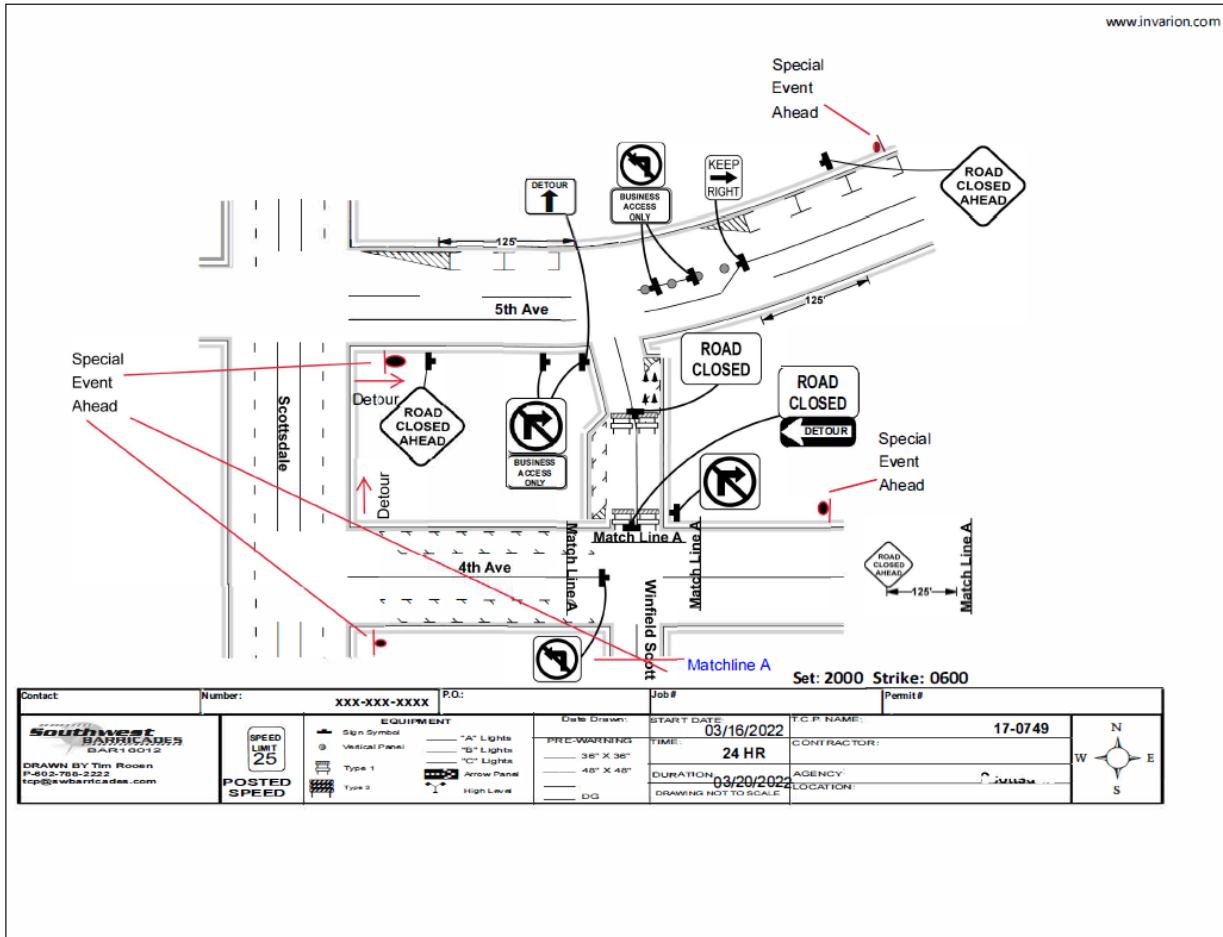 www.invarion.com
Special
Event
Ahead
KEEP
RIGHT
BUSINESS
ACCESS
ONLY
DETOUR
ROAD
CLOSED
AHEAD
125'
5th Ave
125'
Special
Event
Ahead
ROAD
CLOSED
ROAD
CLOSED
DETOUR
Detour
ROAD
CLOSED
AHEAD
Scottsdale
BUSINESS
ACCESS
ONLY
Special
Event
Ahead
Detour
Match Line A
Match Line A
Match Line A
4th Ave
ROAD
CLOSED
AHEAD
125'
Match Line A
Winfield Scott
Matchline A
Set: 2000 Strike: 0600
Contact:
Number:
xxx-xxx-xxxx
P.O.:
Job #
Permit #
Southwest
BARRICADES
BAR16012
DRAWN BY Tim Rooen
P-602-788-2222
tcp@swbarricades.com
SPEED
LIMIT
25
POSTED
SPEED
EQUIPMENT
Sign Symbol
Vertical Panel
Type 1
Type 3
"A" Lights
"B" Lights
"C" Lights
Arrow Panel
High Level
Date Drawn:
PRE-WARNING
36" X 36"
48" X 48"
DG
START DATE:
03/16/2022
TIME:
24 HR
DURATION
03/20/2022
DRAWING NOT TO SCALE
T.C.P. NAME:
17-0749
CONTRACTOR:
AGENCY
LOCATION:
N
W
E
S